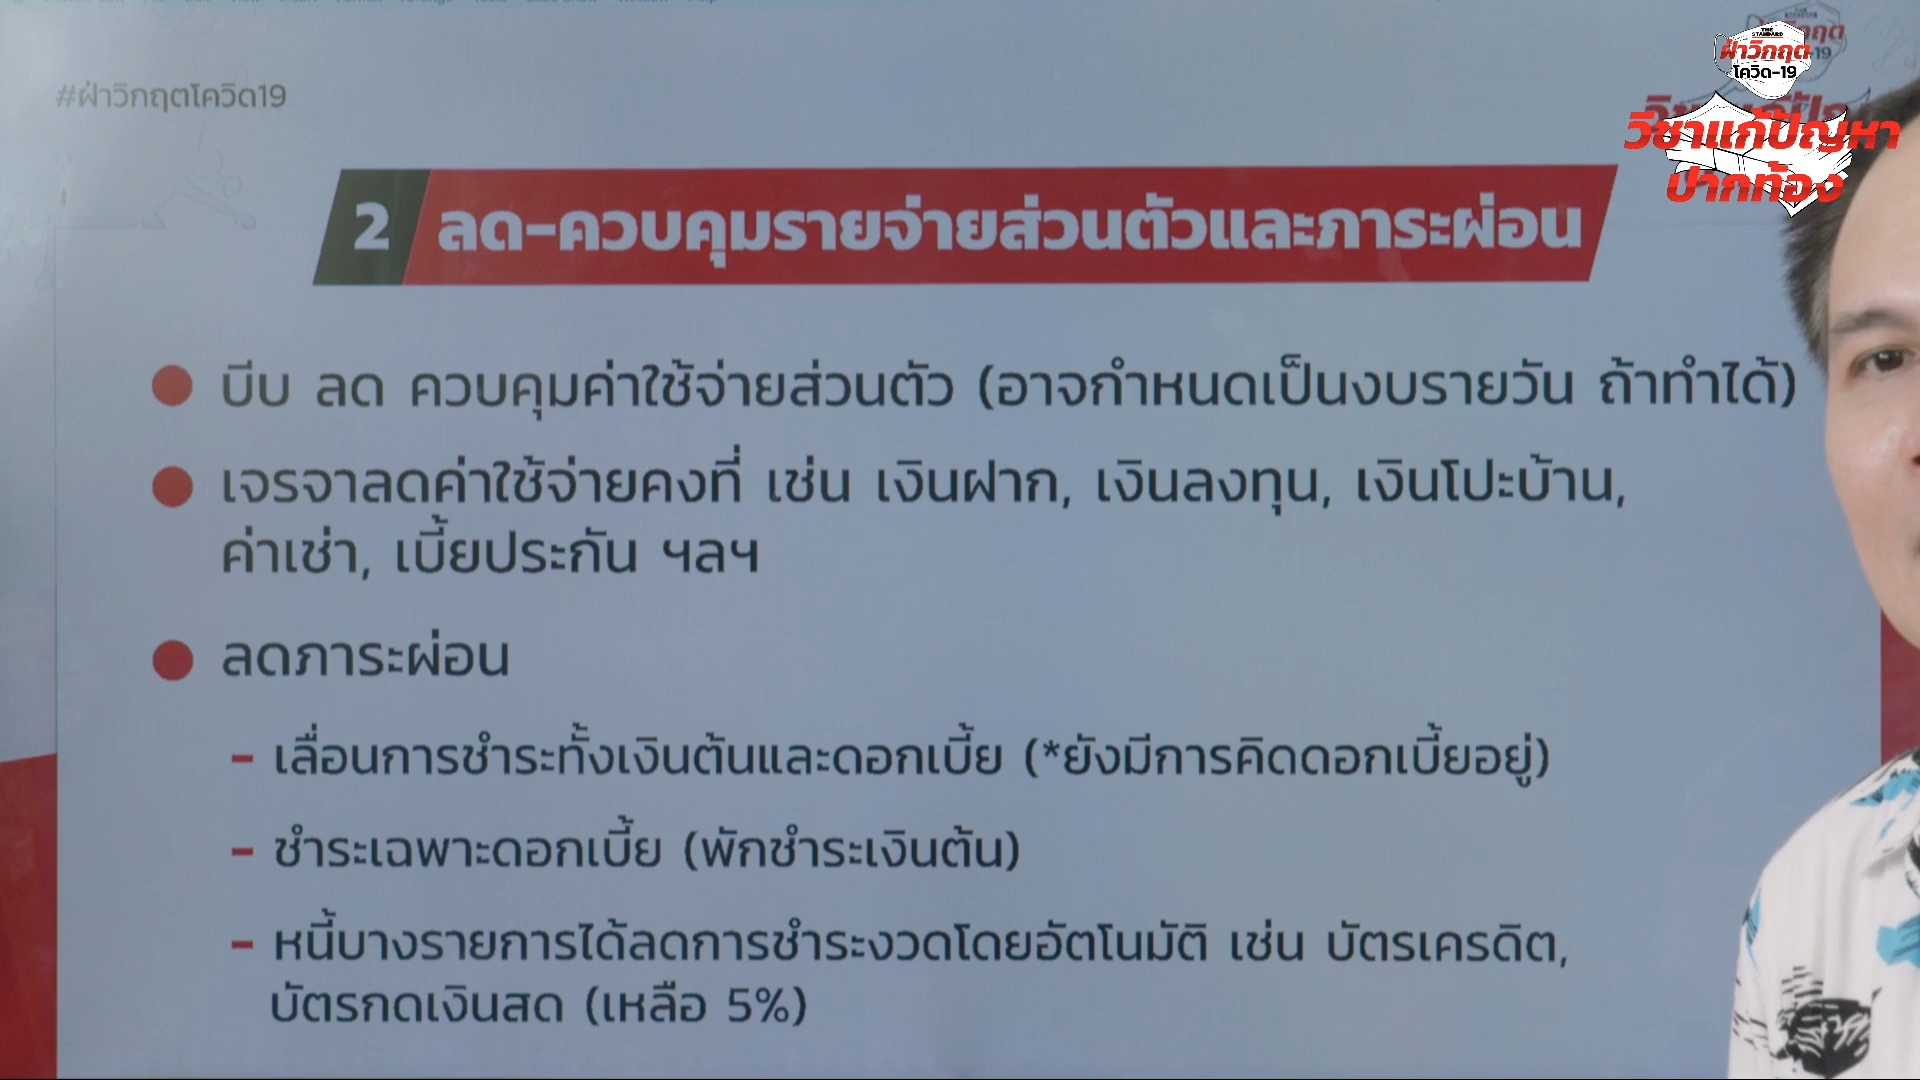 #ฝ่าวิกฤตโควิด19
THE STANDARD
ฝ่าวิกฤต
โควิด-19
วิชาแก้ปัญหา
ปากท้อง
2 ลด-ควบคุมรายจ่ายส่วนตัวและภาระผ่อน
บีบ ลด ควบคุมค่าใช้จ่ายส่วนตัว (อาจกำหนดเป็นงบรายวัน ถ้าทำได้)
เจรจาลดค่าใช้จ่ายคงที่ เช่น เงินฝาก, เงินลงทุน, เงินโปะบ้าน,
ค่าเช่า, เบี้ยประกัน ฯลฯ
ลดภาระผ่อน
- เลื่อนการชำระทั้งเงินต้นและดอกเบี้ย (*ยังมีการคิดดอกเบี้ยอยู่)
- ชำระเฉพาะดอกเบี้ย (พักชำระเงินต้น)
- หนี้บางรายการได้ลดการชำระงวดโดยอัตโนมัติ เช่น บัตรเครดิต,
บัตรกดเงินสด (เหลือ 5%)